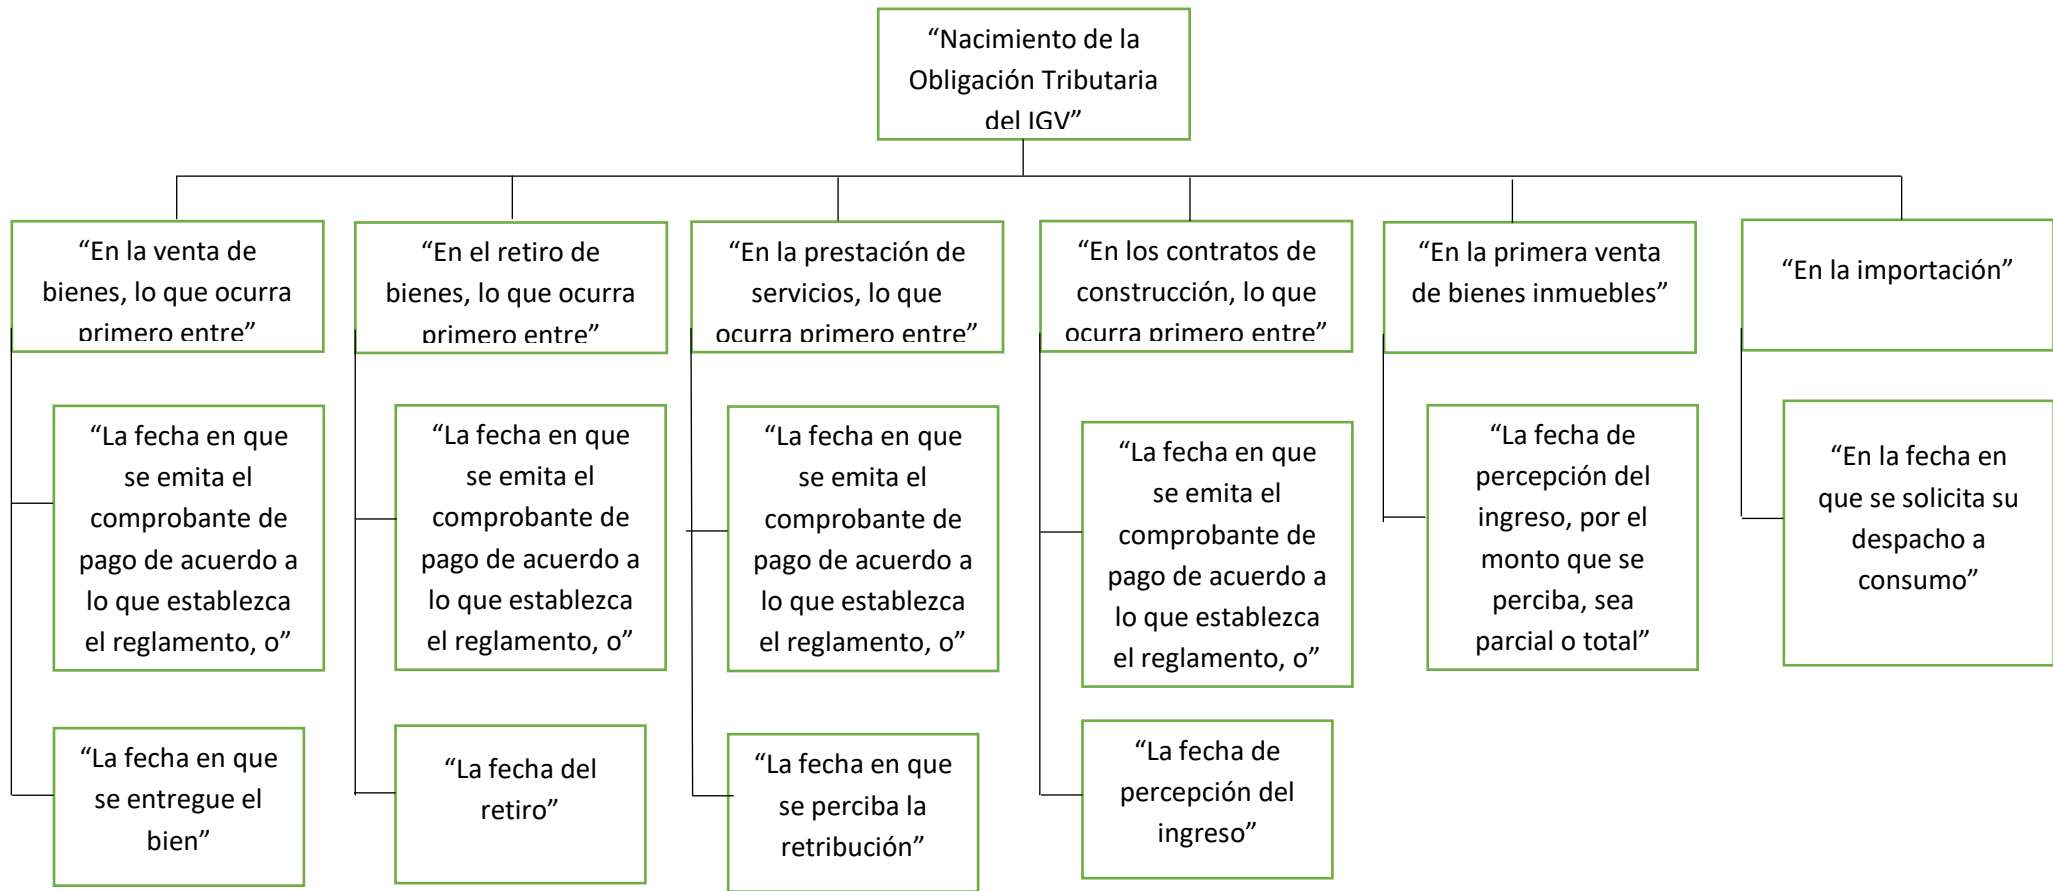 “Nacimiento de la
Obligación Tributaria
del IGV”
“En la venta de
bienes, lo que ocurra
primero entre”
“En el retiro de
bienes, lo que ocurra
primero entre”
“En la prestación de
servicios, lo que
ocurra primero entre”
“En los contratos de
construcción, lo que
ocurra primero entre”
“En la primera venta
de bienes inmuebles”
“En la importación”
“La fecha en que
se emita el
comprobante de
pago de acuerdo a
lo que establezca
el reglamento, o”
“La fecha en que
se emita el
comprobante de
pago de acuerdo a
lo que establezca
el reglamento, o”
“La fecha en que
se emita el
comprobante de
pago de acuerdo a
lo que establezca
el reglamento, o”
“La fecha en que
se emita el
comprobante de
pago de acuerdo a
lo que establezca
el reglamento, o”
“La fecha de
percepción del
ingreso, por el
monto que se
perciba, sea
parcial o total”
“En la fecha en
que se solicita su
despacho a
consumo”
“La fecha en que
se entregue el
bien”
“La fecha del
retiro”
“La fecha en que
se perciba la
retribución”
“La fecha de
percepción del
ingreso”